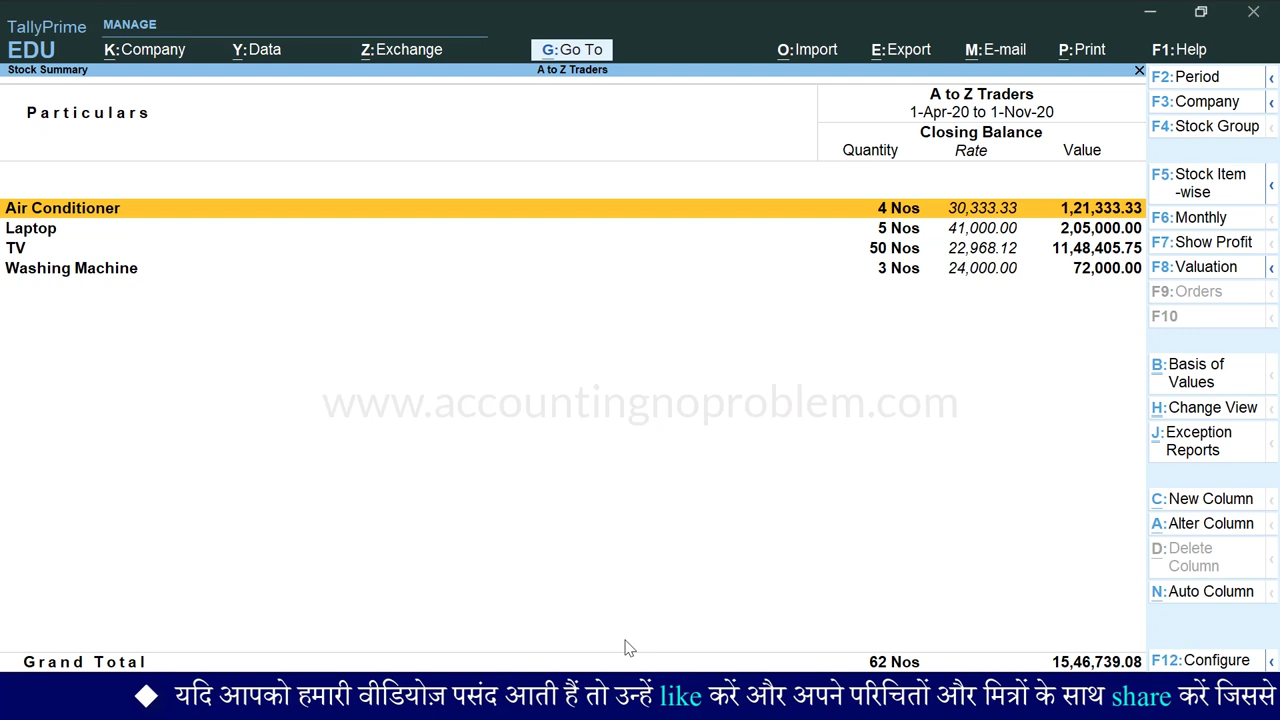 TallyPrime MANAGE
EDU K:Company Y:Data Z:Exchange G:Go To O:Import E:Export M:E-mail P:Print F1:Help
Stock Summary A to Z Traders
Particulars
A to Z Traders
1-Apr-20 to 1-Nov-20
Closing Balance
Quantity Rate Value
Air Conditioner 4 Nos 30,333.33 1,21,333.33
Laptop 5 Nos 41,000.00 2,05,000.00
TV 50 Nos 22,968.12 11,48,405.75
Washing Machine 3 Nos 24,000.00 72,000.00
www.accountingnoproblem.com
Grand Total 62 Nos 15,46,739.08
F2:Period
F3:Company
F4:Stock Group
F5:Stock Item
-wise
F6:Monthly
F7:Show Profit
F8:Valuation
F9:Orders
F10
B:Basis of
Values
H:Change View
J:Exception
Reports
C:New Column
A:Alter Column
D:Delete
Column
N:Auto Column
F12:Configure
यदि आपको हमारी वीडियोज़ पसंद आती हैं तो उन्हें like करें और अपने परिचितों और मित्रों के साथ share करें जिससे